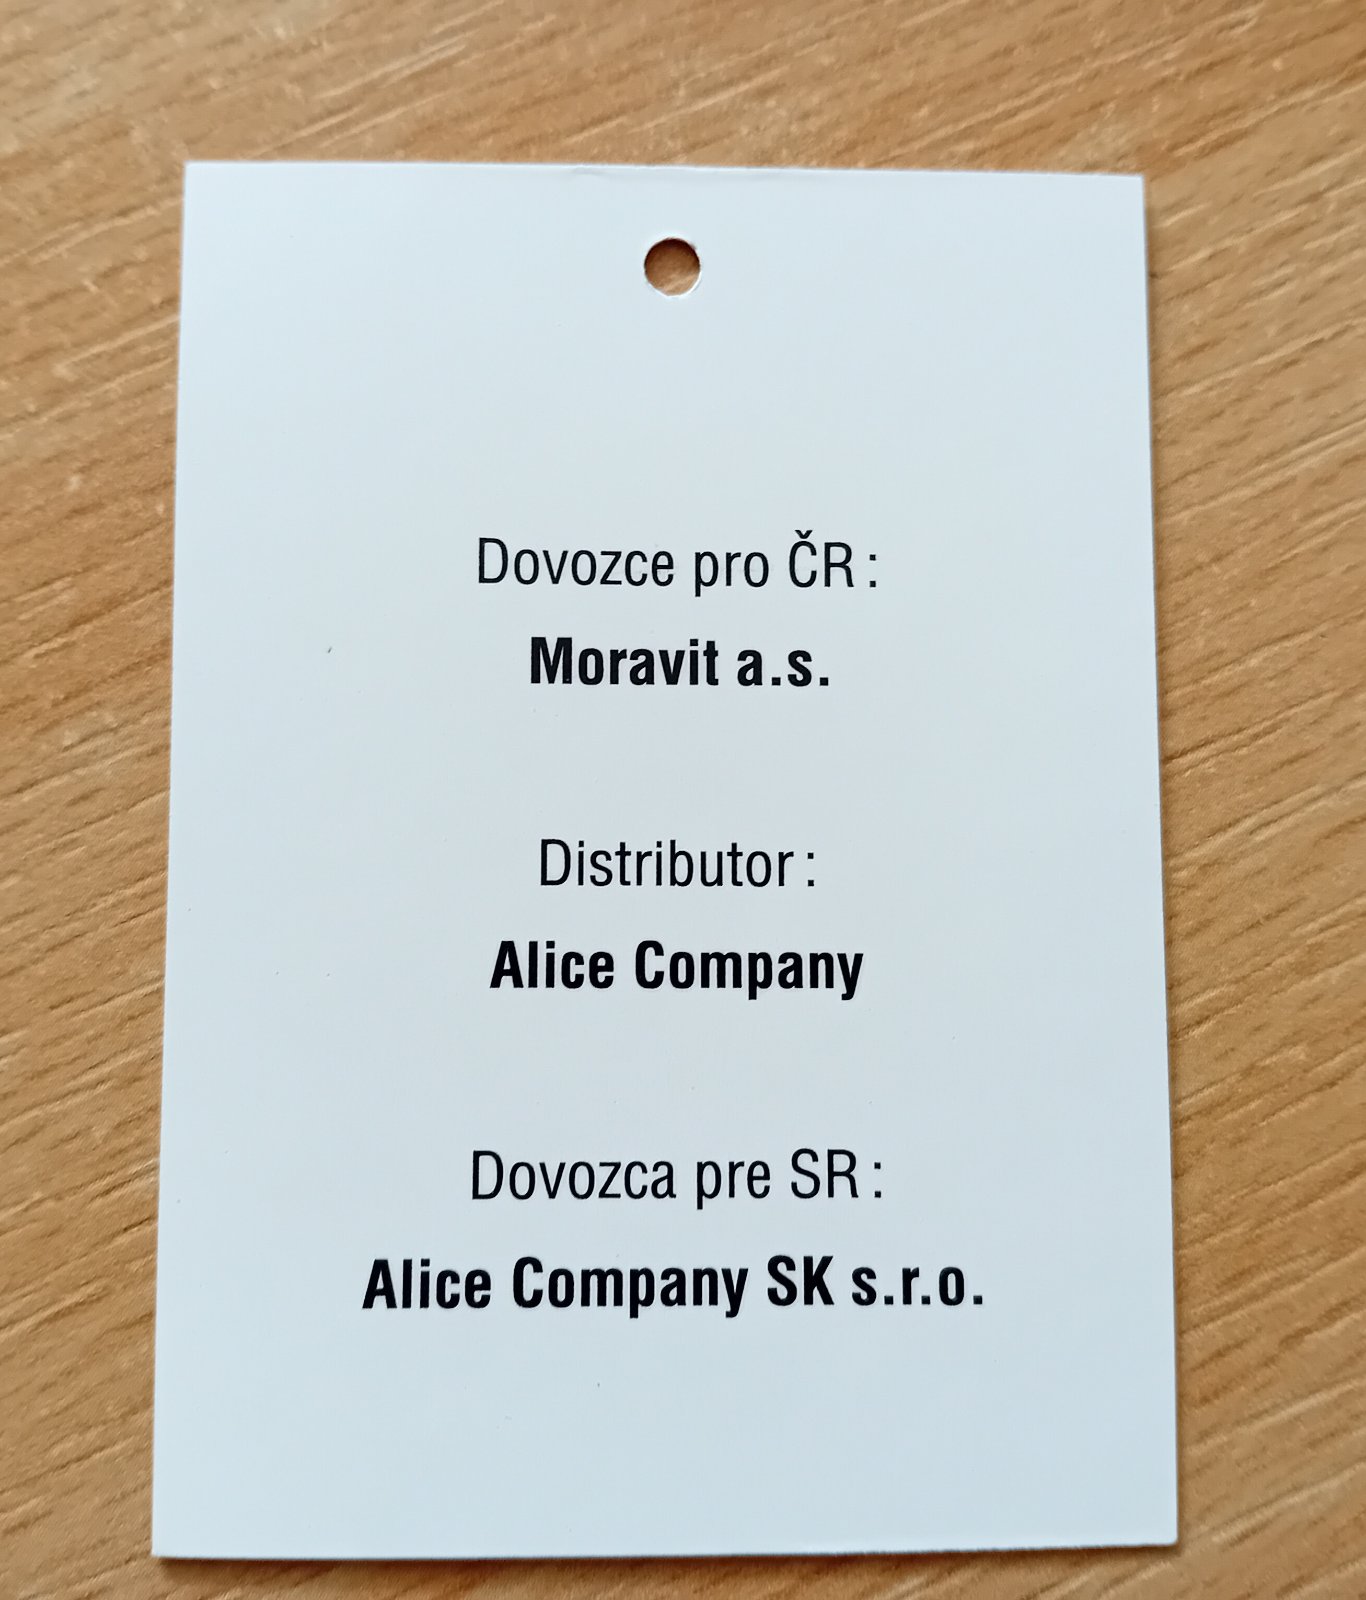 Dovozce pro ČR:
Moravit a.s.
Distributor:
Alice Company
Dovozca pre SR:
Alice Company SK s.r.o.